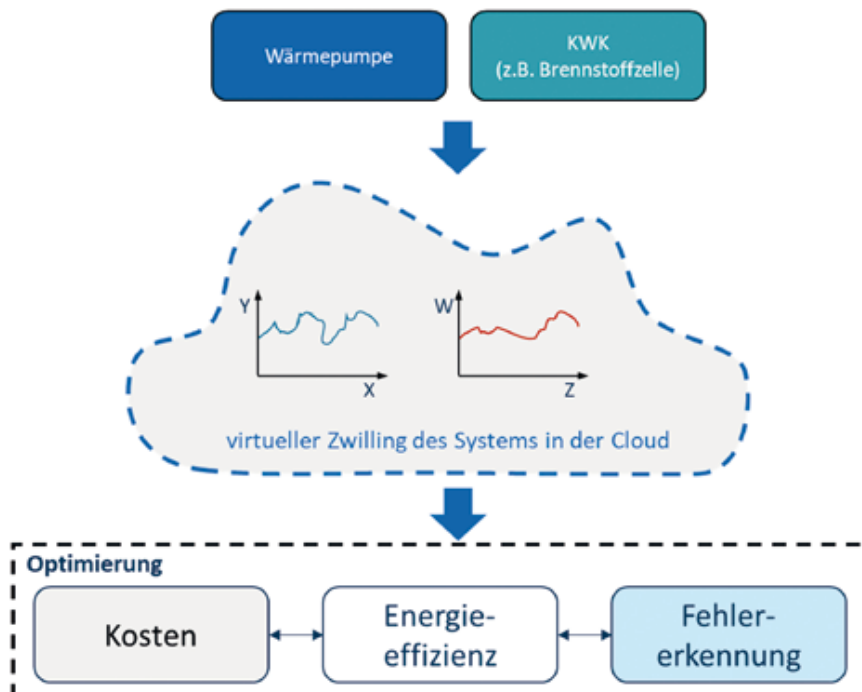 Wärmepumpe
KWK
(z.B. Brennstoffzelle)
Y
X
W
Z
virtueller Zwilling des Systems in der Cloud
Optimierung
Kosten
Energie-
effizienz
Fehler-
erkennung